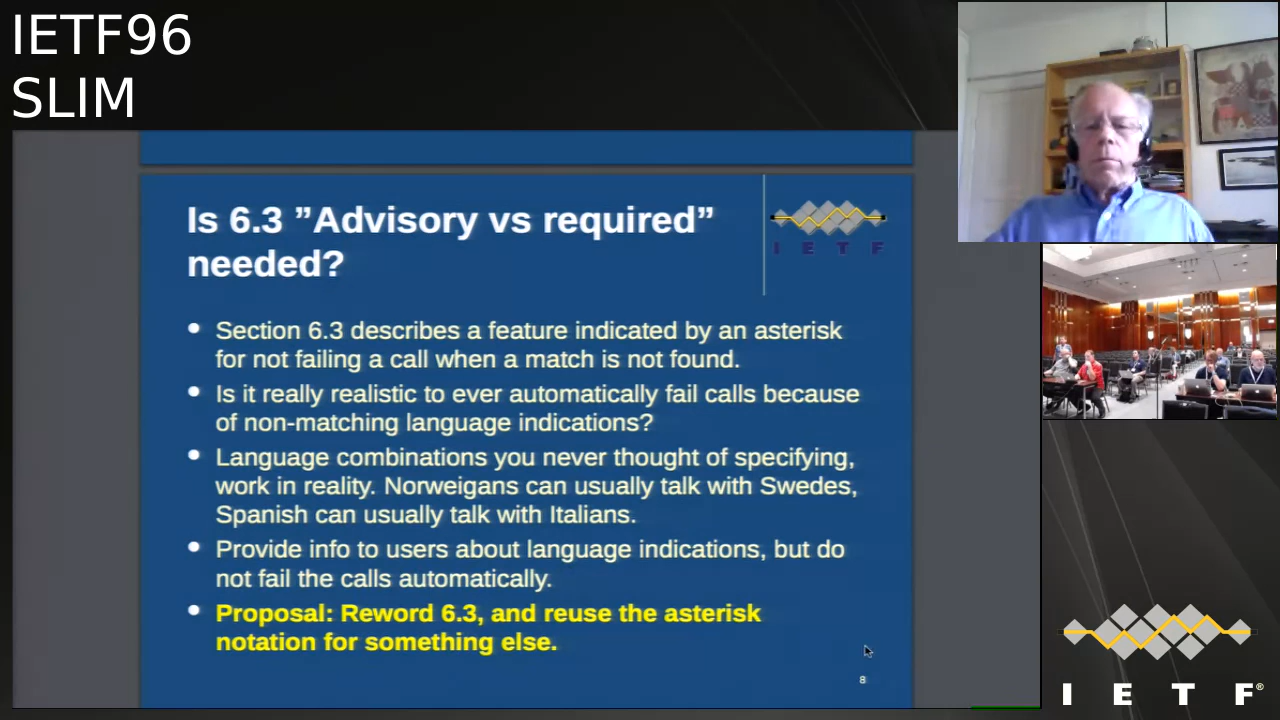 IETF96
SLIM
Is 6.3 ”Advisory vs required”
needed?
I E T F
Section 6.3 describes a feature indicated by an asterisk
for not failing a call when a match is not found.
Is it really realistic to ever automatically fail calls because
of non-matching language indications?
Language combinations you never thought of specifying,
work in reality. Norweigans can usually talk with Swedes,
Spanish can usually talk with Italians.
Provide info to users about language indications, but do
not fail the calls automatically.
Proposal: Reword 6.3, and reuse the asterisk
notation for something else.
8
I E T F®